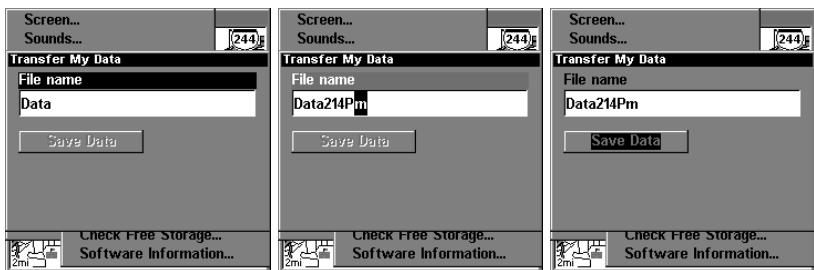 Screen...
Sounds...
244
Transfer My Data
File name
Data
Save Data
Check Free Storage...
Software Information...
2mi
Screen...
Sounds...
244
Transfer My Data
File name
Data214Pm
Save Data
Check Free Storage...
Software Information...
2mi
Screen...
Sounds...
244
Transfer My Data
File name
Data214Pm
Save Data
Check Free Storage...
Software Information...
2mi